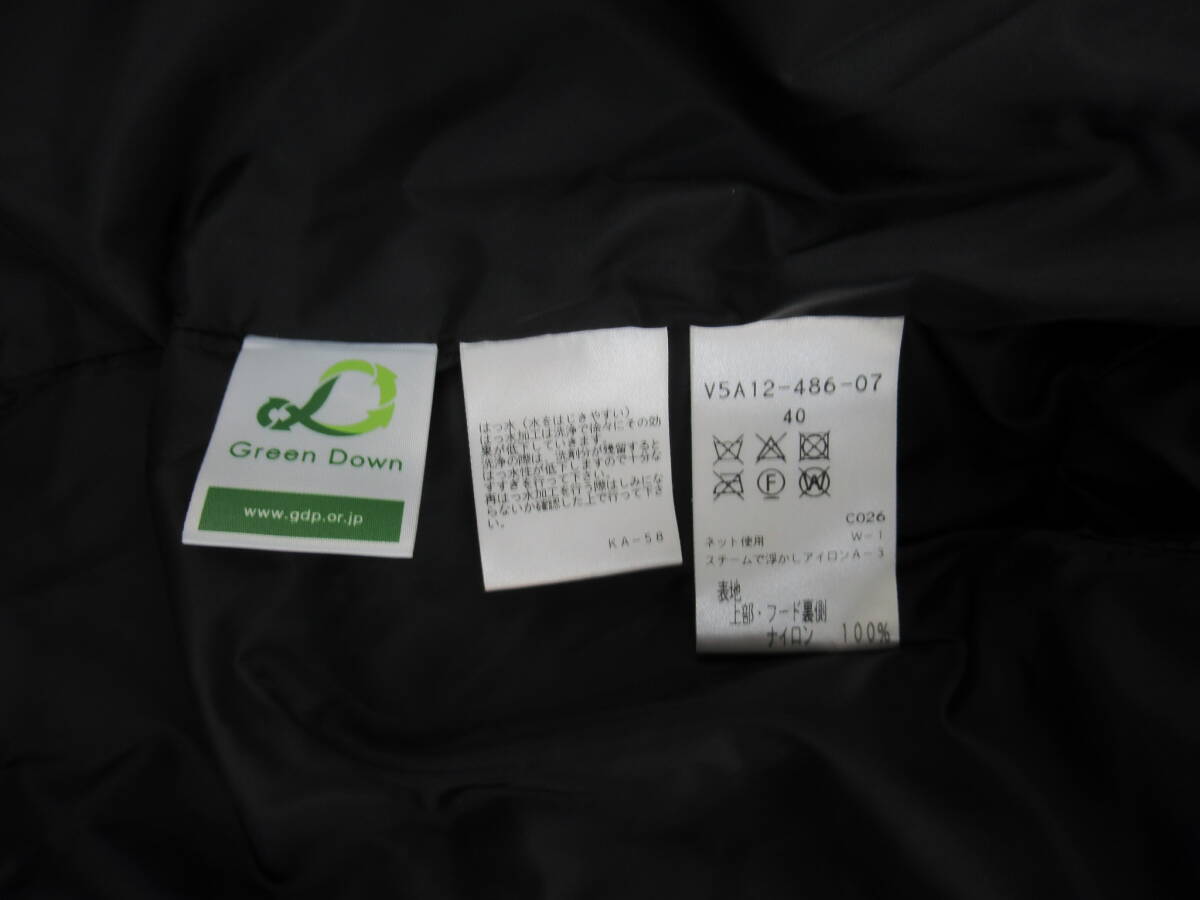 Green Down
www.gdp.or.jp
はっ水（水をはじきやすい）
はっ水加工は洗浄で徐々にその効
果が低下していきます。
洗浄の際は、洗剤分が残留すると
はっ水性が低下しますので十分な
すすぎを行って下さい。
再はっ水加工を行う際はしみにな
らないか確認した上で行って下さ
い。
KA-58
V5A12-486-07
40
F
W
C026
ネット使用 W-1
スチームで浮かしアイロンA-3
表地
上部・フード裏側
ナイロン 100%